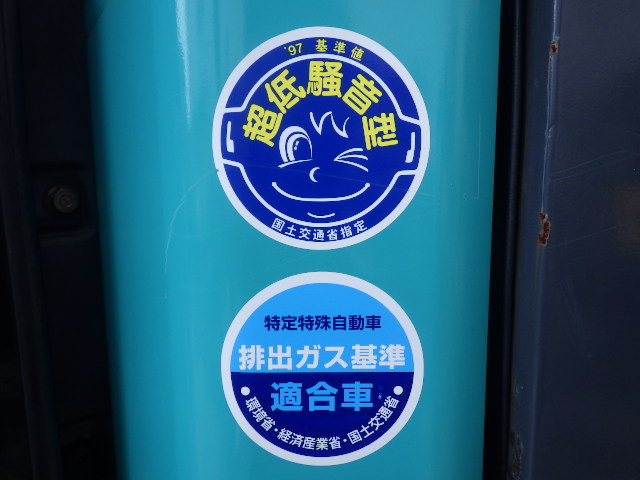 '97 基準値
超低騒音型
国土交通省指定
特定特殊自動車
排出ガス基準
適合車
●環境省・経済産業省・国土交通省●